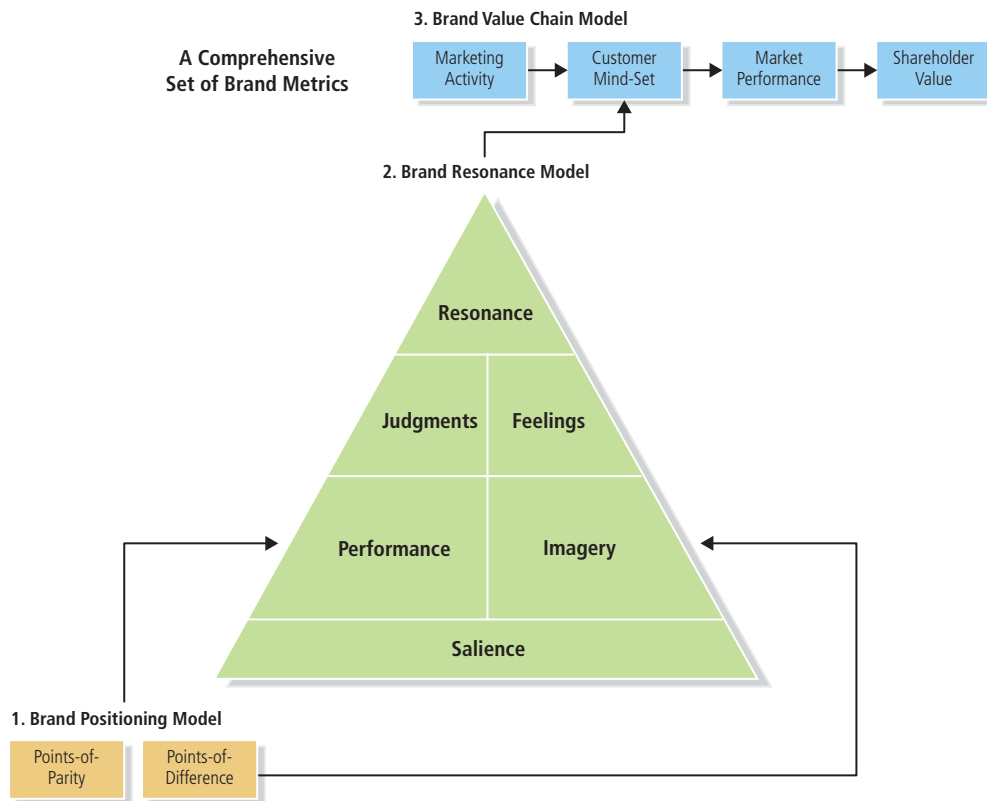 3. Brand Value Chain Model
A Comprehensive
Set of Brand Metrics
Marketing
Activity
Customer
Mind-Set
Market
Performance
Shareholder
Value
2. Brand Resonance Model
Resonance
Judgments
Feelings
Performance
Imagery
Salience
1. Brand Positioning Model
Points-of-
Parity
Points-of-
Difference